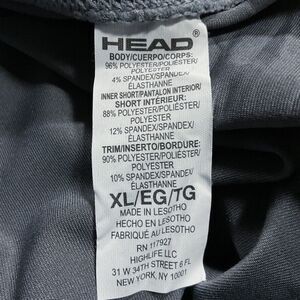 HEAD®
BODY/CUERPO/CORPS:
96% POLYESTER/POLIÉSTER/
POLYESTER
4% SPANDEX/SPANDEX/
ÉLASTHANNE
INNER SHORT/PANTALON INTERIOR/
SHORT INTÉRIEUR:
88% POLYESTER/POLIÉSTER/
POLYESTER
12% SPANDEX/SPANDEX/
ÉLASTHANNE
TRIM/INSERTO/BORDURE:
90% POLYESTER/POLIÉSTER/
POLYESTER
10% SPANDEX/SPANDEX/
ÉLASTHANNE
XL/EG/TG
MADE IN LESOTHO
HECHO EN LESOTHO
FABRIQUÉ AU LESOTHO
RN 117927
HIGHLIFE LLC
31 W 34TH STREET 6 FL
NEW YORK, NY 10001